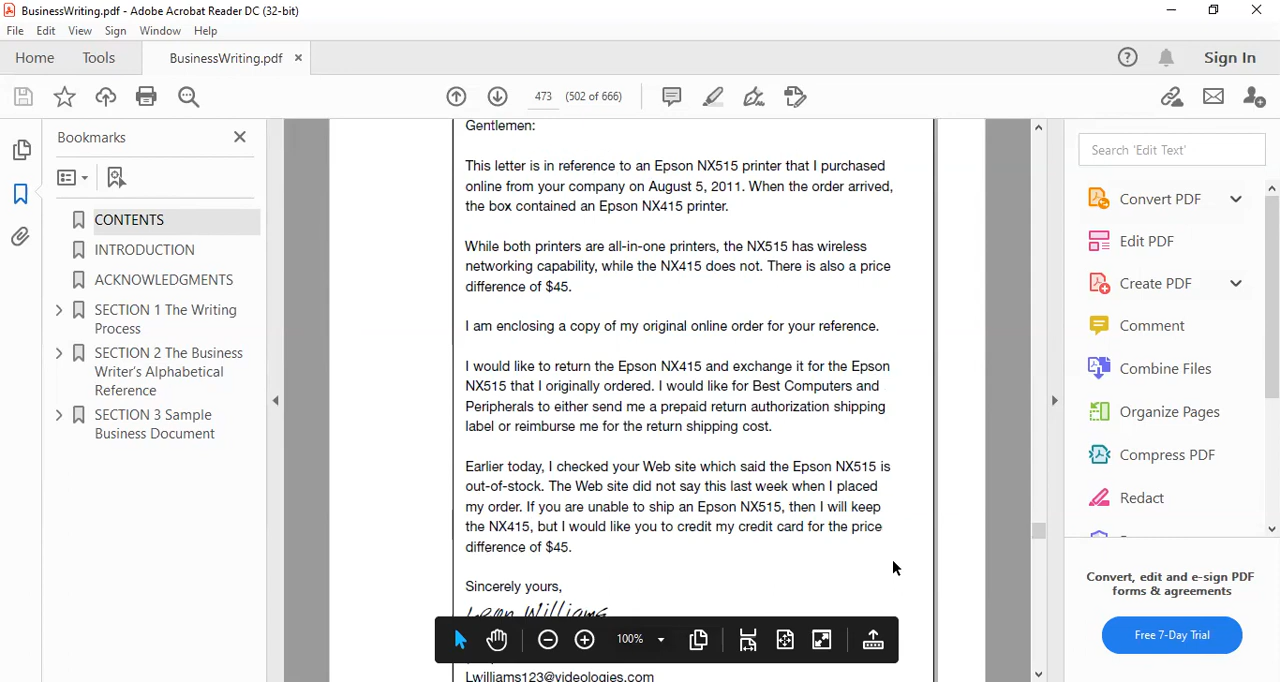 BusinessWriting.pdf - Adobe Acrobat Reader DC (32-bit)
File Edit View Sign Window Help
Home Tools BusinessWriting.pdf × Sign In
473 (502 of 666)
Bookmarks
CONTENTS
INTRODUCTION
ACKNOWLEDGMENTS
SECTION 1 The Writing
Process
SECTION 2 The Business
Writer's Alphabetical
Reference
SECTION 3 Sample
Business Document
Gentlemen:
This letter is in reference to an Epson NX515 printer that I purchased
online from your company on August 5, 2011. When the order arrived,
the box contained an Epson NX415 printer.
While both printers are all-in-one printers, the NX515 has wireless
networking capability, while the NX415 does not. There is also a price
difference of $45.
I am enclosing a copy of my original online order for your reference.
I would like to return the Epson NX415 and exchange it for the Epson
NX515 that I originally ordered. I would like for Best Computers and
Peripherals to either send me a prepaid return authorization shipping
label or reimburse me for the return shipping cost.
Earlier today, I checked your Web site which said the Epson NX515 is
out-of-stock. The Web site did not say this last week when I placed
my order. If you are unable to ship an Epson NX515, then I will keep
the NX415, but I would like you to credit my credit card for the price
difference of $45.
Sincerely yours,
Leon Williams
100%
Lwilliams123@videologies.com
Search 'Edit Text'
Convert PDF
Edit PDF
Create PDF
Comment
Combine Files
Organize Pages
Compress PDF
Redact
Convert, edit and e-sign PDF
forms & agreements
Free 7-Day Trial